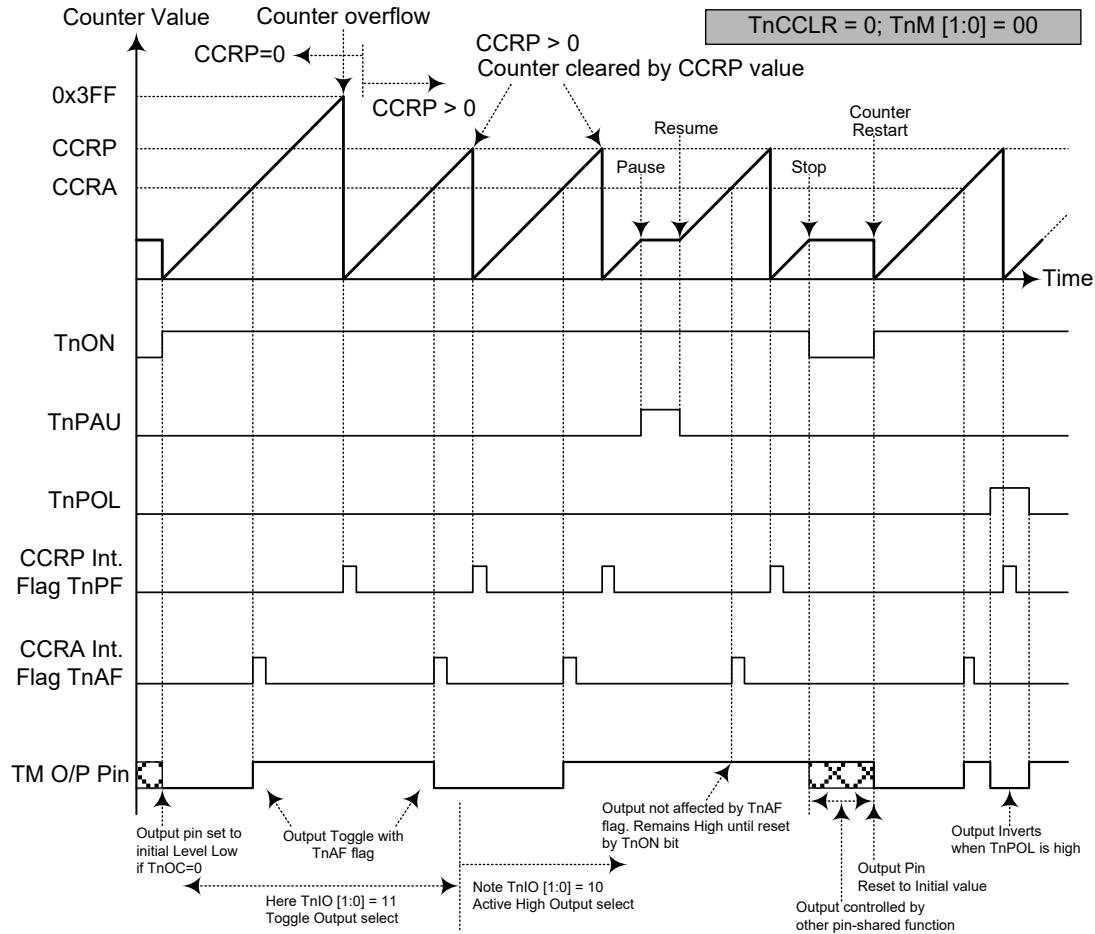 Counter Value
Counter overflow
TnCCLR = 0; TnM [1:0] = 00
CCRP=0
CCRP > 0
CCRP > 0
Counter cleared by CCRP value
0x3FF
CCRP
CCRA
Pause
Resume
Stop
Counter
Restart
Time
TnON
TnPAU
TnPOL
CCRP Int.
Flag TnPF
CCRA Int.
Flag TnAF
TM O/P Pin
Output pin set to
initial Level Low
if TnOC=0
Output Toggle with
TnAF flag
Output not affected by TnAF
flag. Remains High until reset
by TnON bit
Output Inverts
when TnPOL is high
Output Pin
Reset to Initial value
Here TnIO [1:0] = 11
Toggle Output select
Note TnIO [1:0] = 10
Active High Output select
Output controlled by
other pin-shared function